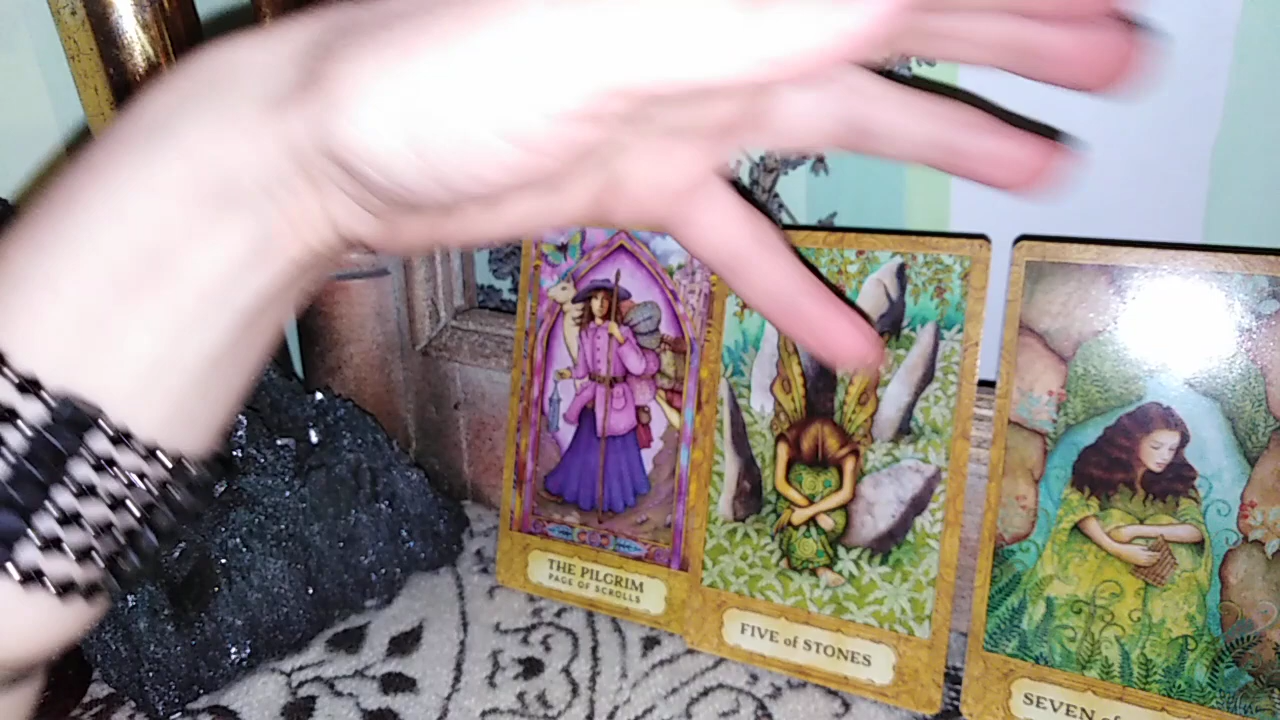 THE PILGRIM
PAGE OF SCROLLS
FIVE of STONES
SEVEN